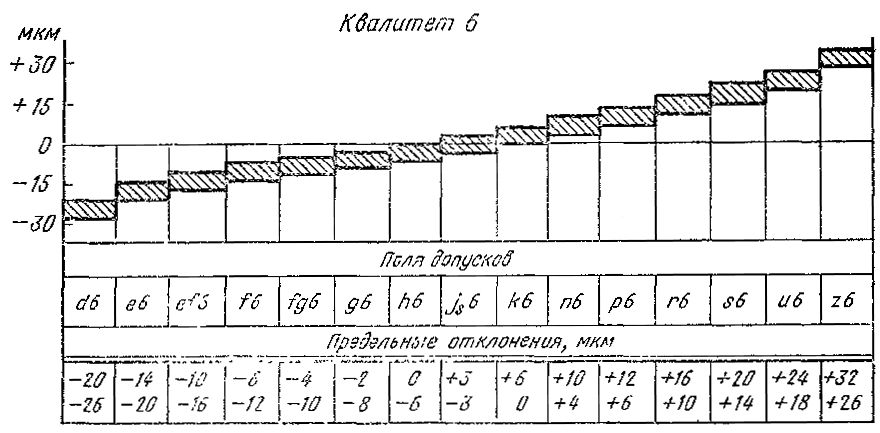 Квалитет 6
мкм
+30
+15
0
−15
−30
Поля допусков
d6 e6 ef6 f6 fg6 g6 h6 js6 k6 n6 p6 r6 s6 u6 z6
Предельные отклонения, мкм
−20 −14 −10 −6 −4 −2 0 +3 +6 +10 +12 +16 +20 +24 +32
−26 −20 −16 −12 −10 −8 −6 −3 0 +4 +6 +10 +14 +18 +26